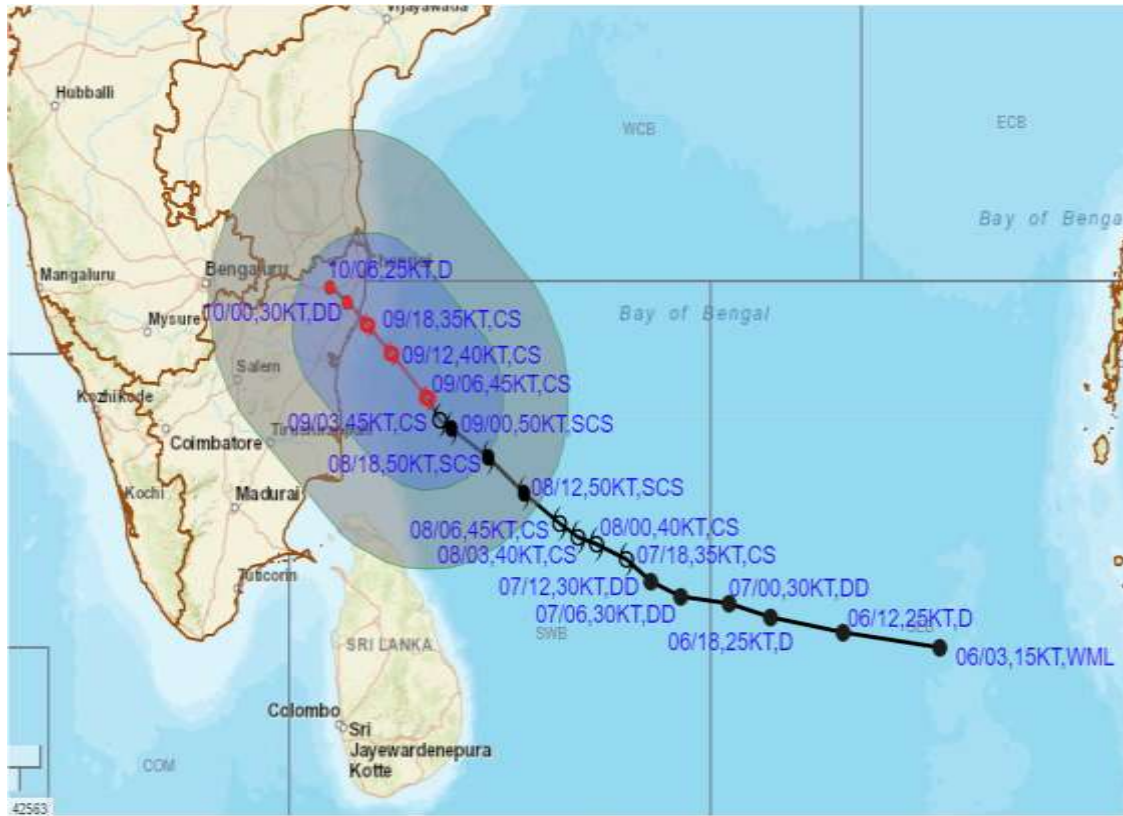 Vijayawada
Hubballi
WCB
ECB
Bay of Bengal
Bengaluru
10/06,25KT,D
Mangaluru
10/00,30KT,DD
09/18,35KT,CS
Bay of Bengal
Mysuru
09/12,40KT,CS
Salem
09/06,45KT,CS
Kozhikode
09/03,45KT,CS
09/00,50KT,SCS
Coimbatore
Tiruchirappalli
08/18,50KT,SCS
08/12,50KT,SCS
Kochi
Madurai
08/06,45KT,CS
08/00,40KT,CS
08/03,40KT,CS
07/18,35KT,CS
Tuticorin
07/12,30KT,DD
07/00,30KT,DD
07/06,30KT,DD
06/12,25KT,D
SWB
SRI LANKA
06/18,25KT,D
06/03,15KT,WML
Colombo
Sri
Jayewardenepura
Kotte
COM
42563